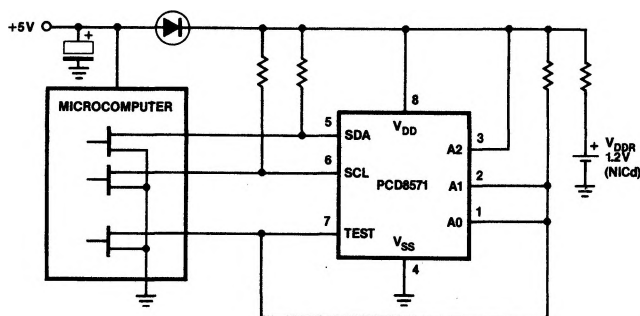 +5V
+
MICROCOMPUTER
8
5
SDA
VDD
3
A2
+
VDDR
1.2V
(NICd)
6
SCL
PCD8571
2
A1
7
TEST
1
A0
VSS
4